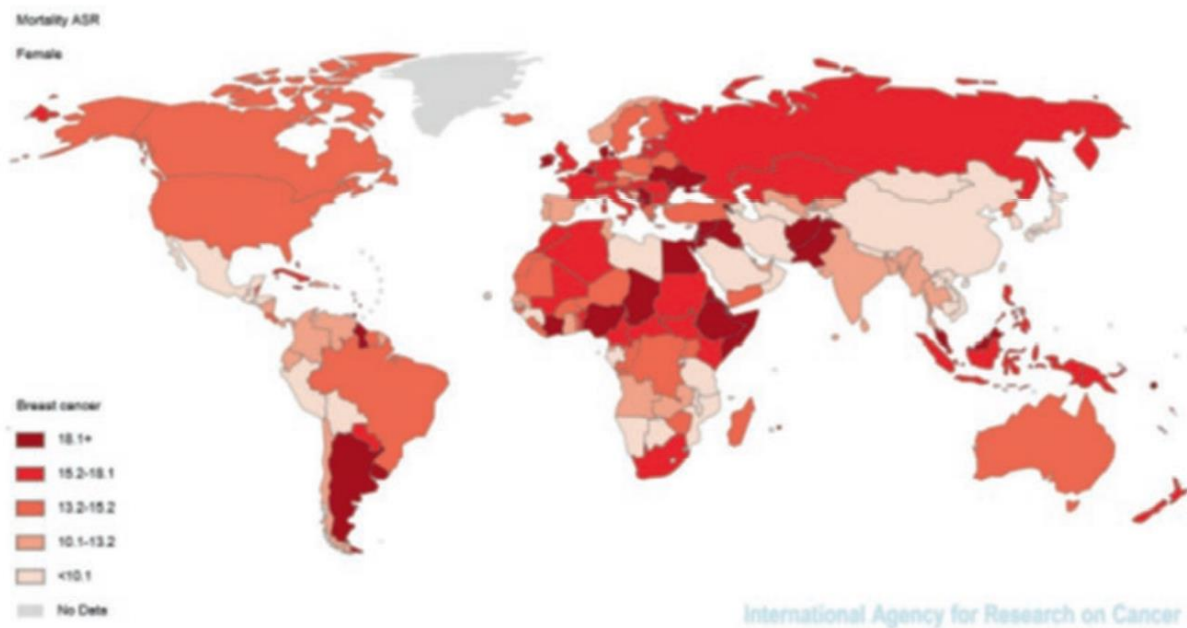 Mortality ASR
Female
Breast cancer
18.1+
15.2-18.1
13.2-15.2
10.1-13.2
<10.1
No Data
International Agency for Research on Cancer